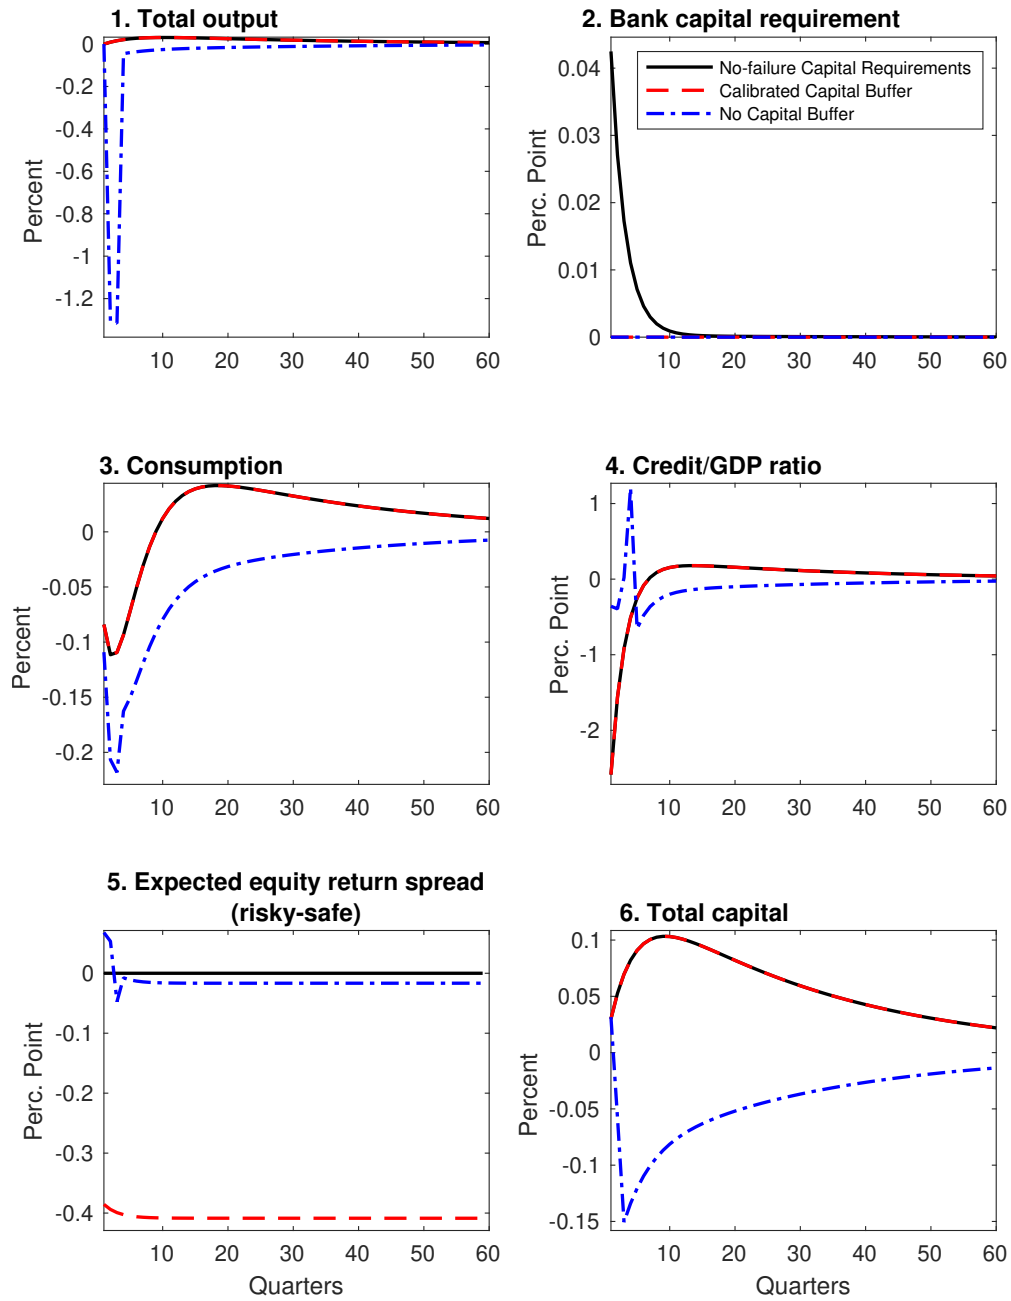 1. Total output
0
-0.2
-0.4
-0.6
-0.8
-1
-1.2
Percent
10 20 30 40 50 60
2. Bank capital requirement
No-failure Capital Requirements
Calibrated Capital Buffer
No Capital Buffer
0.04
0.03
0.02
0.01
0
Perc. Point
10 20 30 40 50 60
3. Consumption
0
-0.05
-0.1
-0.15
-0.2
Percent
10 20 30 40 50 60
4. Credit/GDP ratio
1
0
-1
-2
Perc. Point
10 20 30 40 50 60
5. Expected equity return spread
(risky-safe)
0
-0.1
-0.2
-0.3
-0.4
Perc. Point
10 20 30 40 50 60
Quarters
6. Total capital
0.1
0.05
0
-0.05
-0.1
-0.15
Percent
10 20 30 40 50 60
Quarters